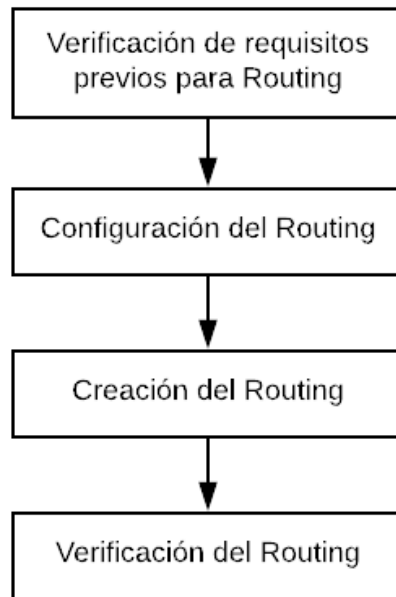 Verificación de requisitos
previos para Routing
Configuración del Routing
Creación del Routing
Verificación del Routing